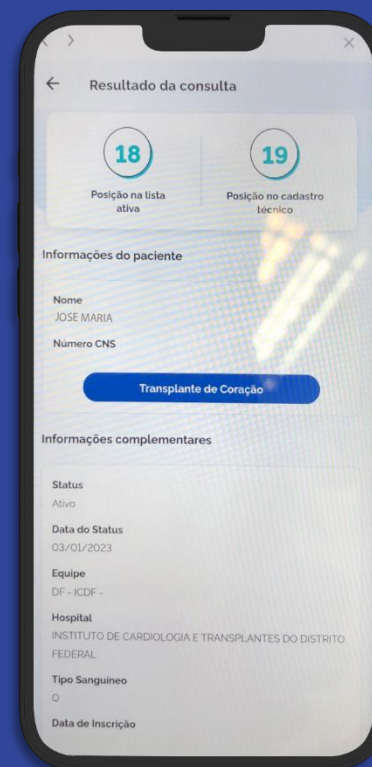 Resultado da consulta
18
Posição na lista
ativa
19
Posição no cadastro
técnico
Informações do paciente
Nome
JOSE MARIA
Número CNS
Transplante de Coração
Informações complementares
Status
Ativo
Data do Status
03/01/2023
Equipe
DF - ICDF -
Hospital
INSTITUTO DE CARDIOLOGIA E TRANSPLANTES DO DISTRITO
FEDERAL
Tipo Sanguíneo
O
Data de Inscrição